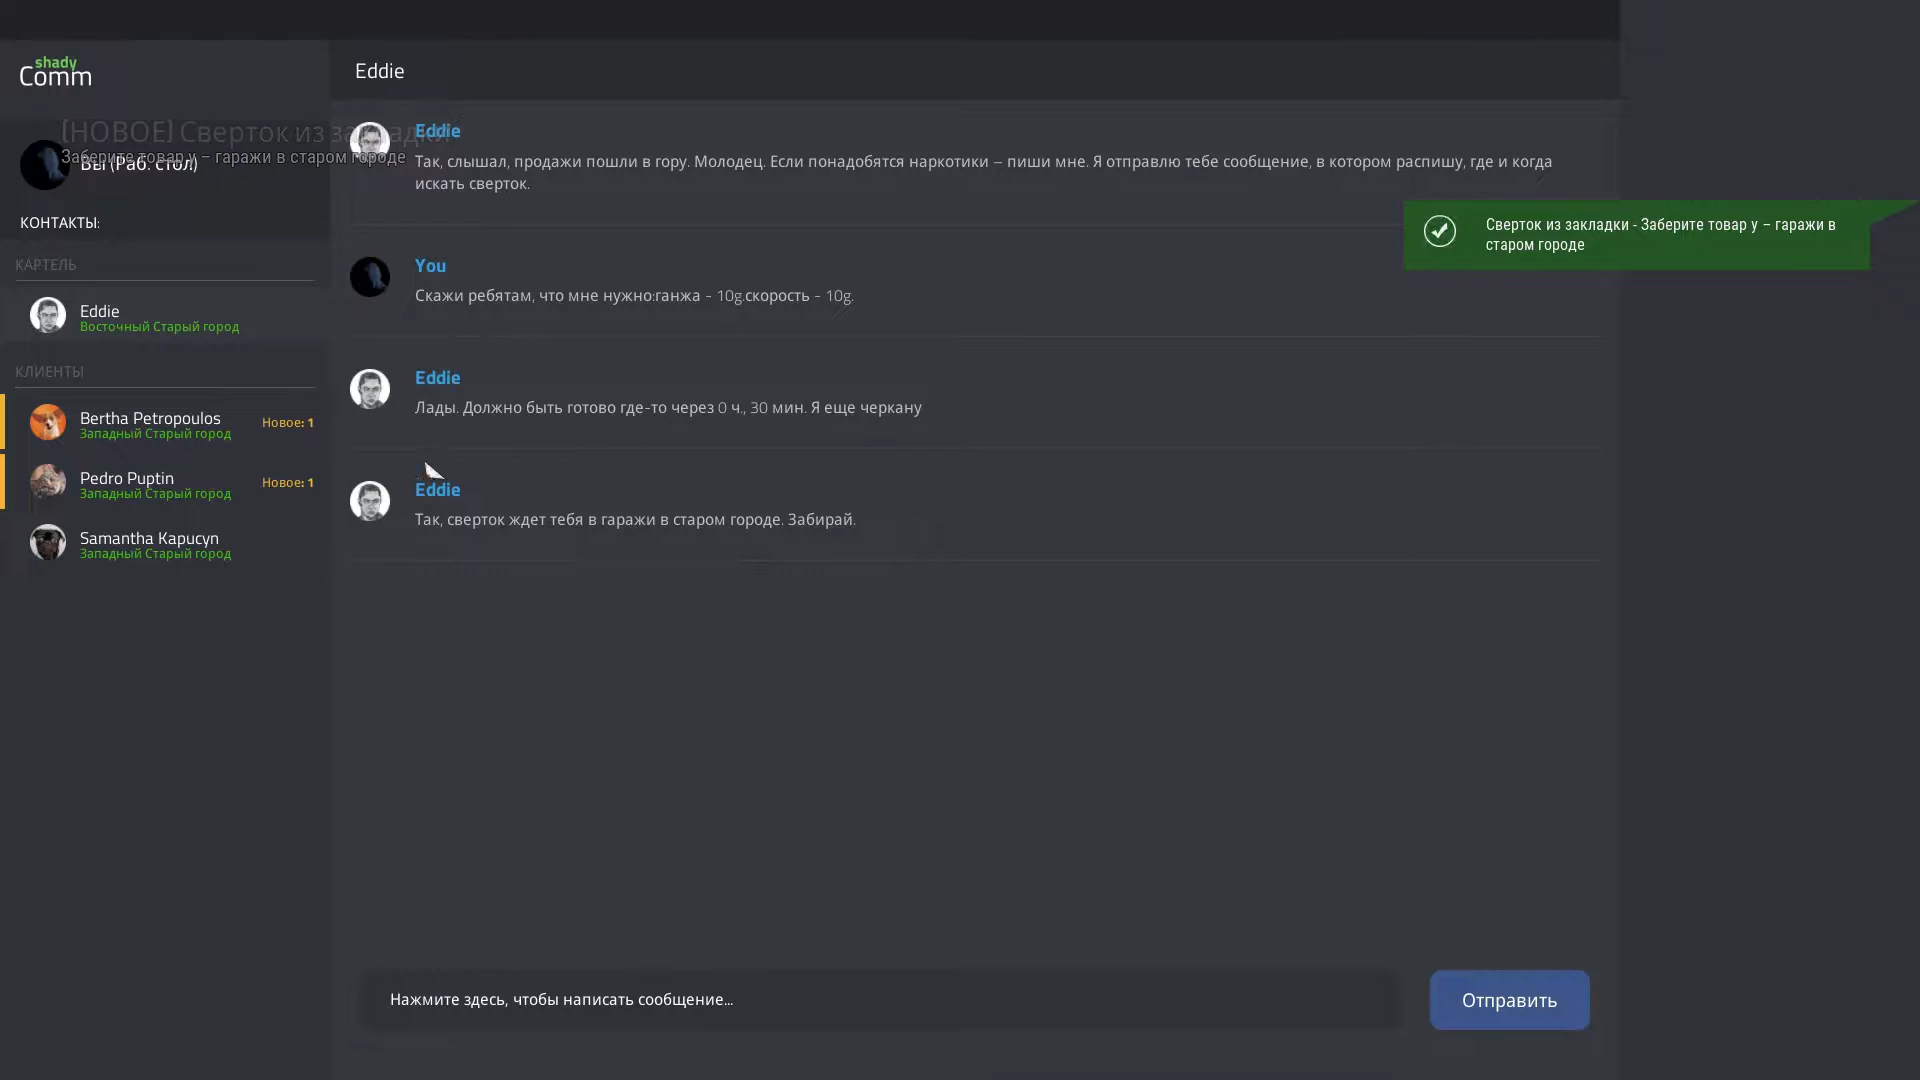 shady
Comm
[НОВОЕ] Сверток из закладки
Заберите товар у – гаражи в старом городе
Вы (Раб. стол)
КОНТАКТЫ:
КАРТЕЛЬ
Eddie
Восточный Старый город
КЛИЕНТЫ
Bertha Petropoulos
Новое: 1
Западный Старый город
Pedro Puptin
Новое: 1
Западный Старый город
Samantha Kapucyn
Западный Старый город
Eddie
Eddie
Так, слышал, продажи пошли в гору. Молодец. Если понадобятся наркотики – пиши мне. Я отправлю тебе сообщение, в котором распишу, где и когда
искать сверток.
You
Скажи ребятам, что мне нужно:ганжа - 10g.скорость - 10g.
Eddie
Лады. Должно быть готово где-то через 0 ч., 30 мин. Я еще черкану
Eddie
Так, сверток ждет тебя в гаражи в старом городе. Забирай.
Нажмите здесь, чтобы написать сообщение...
Отправить
Сверток из закладки - Заберите товар у – гаражи в
старом городе